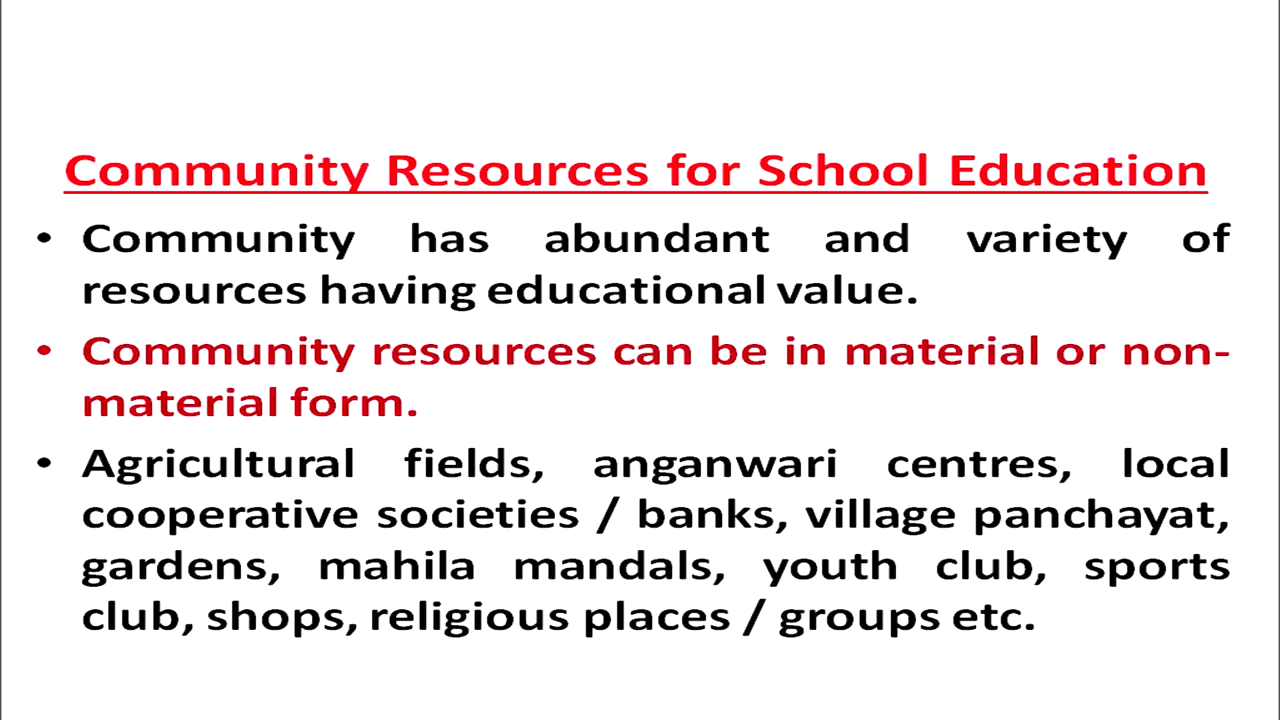 Community Resources for School Education
• Community has abundant and variety of
resources having educational value.
• Community resources can be in material or non-
material form.
• Agricultural fields, anganwari centres, local
cooperative societies / banks, village panchayat,
gardens, mahila mandals, youth club, sports
club, shops, religious places / groups etc.